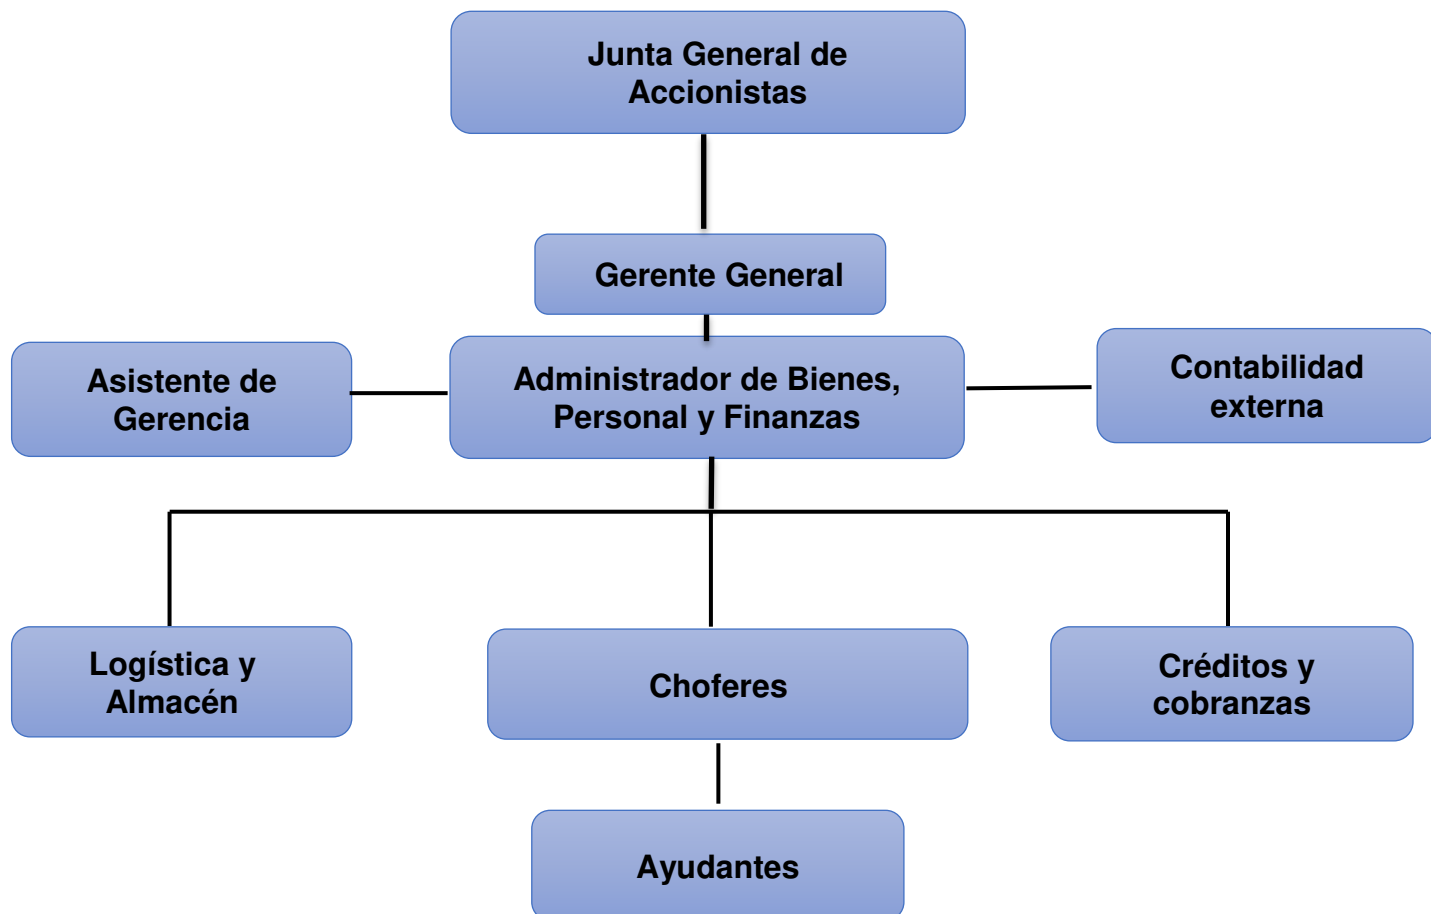 Junta General de
Accionistas
Gerente General
Asistente de
Gerencia
Administrador de Bienes,
Personal y Finanzas
Contabilidad
externa
Logística y
Almacén
Choferes
Créditos y
cobranzas
Ayudantes